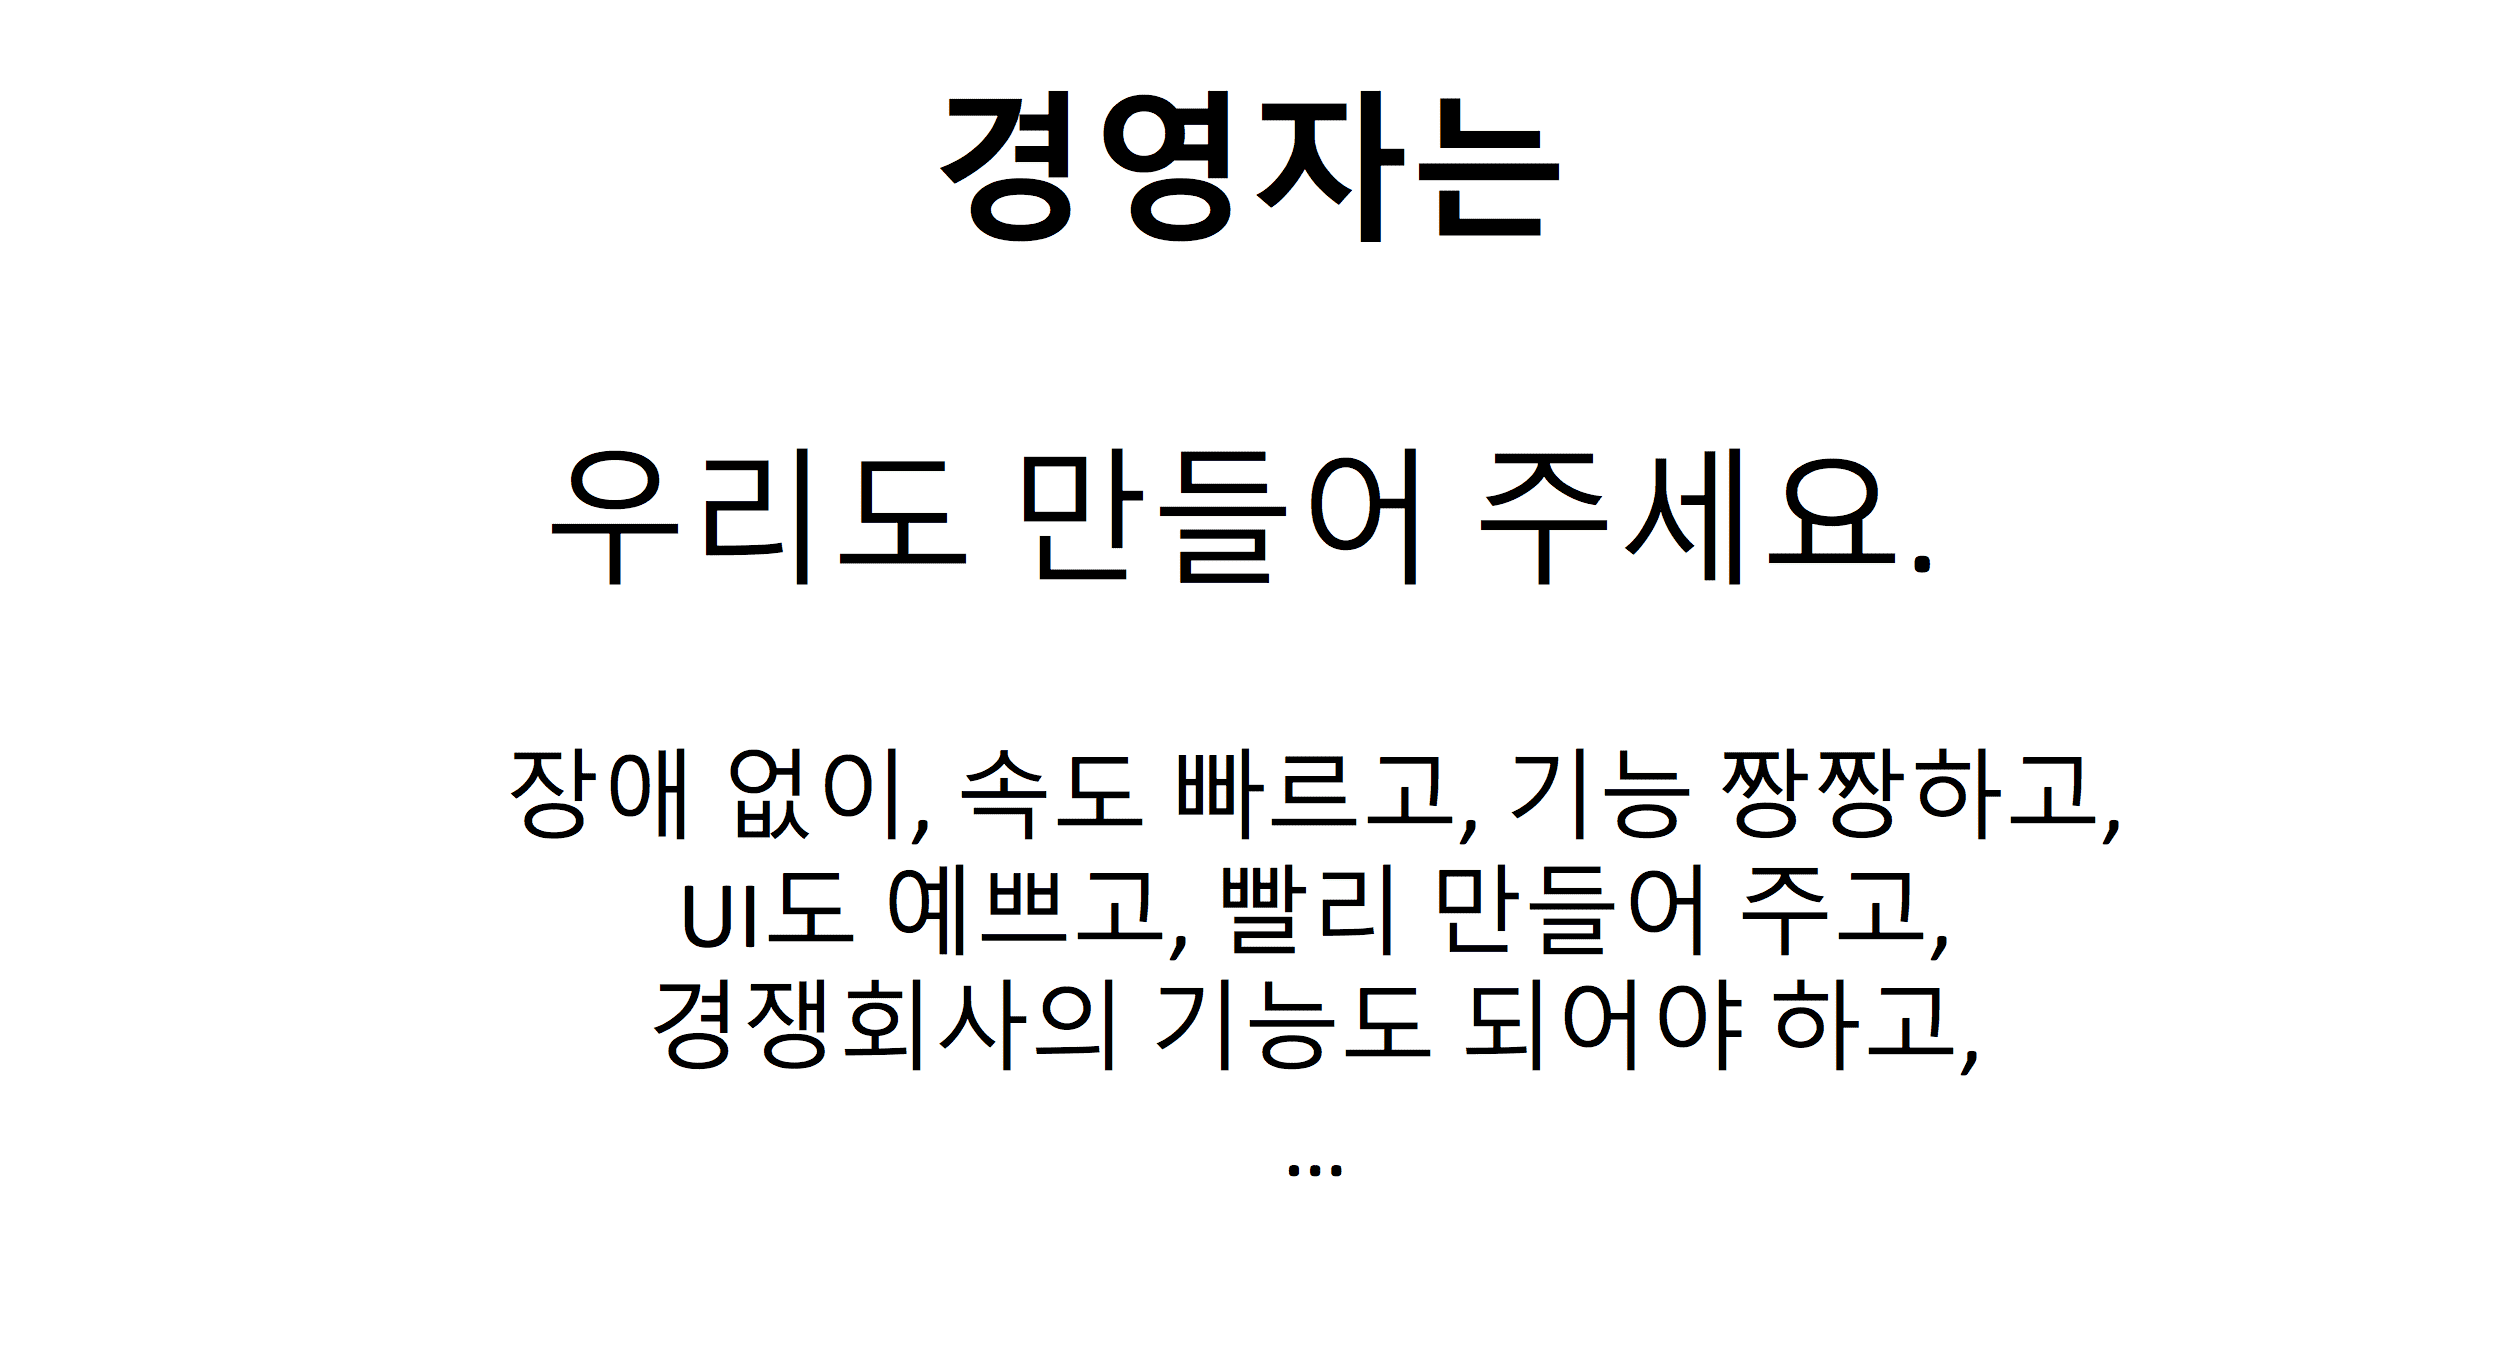 경영자는
우리도 만들어 주세요.
장애 없이, 속도 빠르고, 기능 짱짱하고,
UI도 예쁘고, 빨리 만들어 주고,
경쟁회사의 기능도 되어야 하고,
...